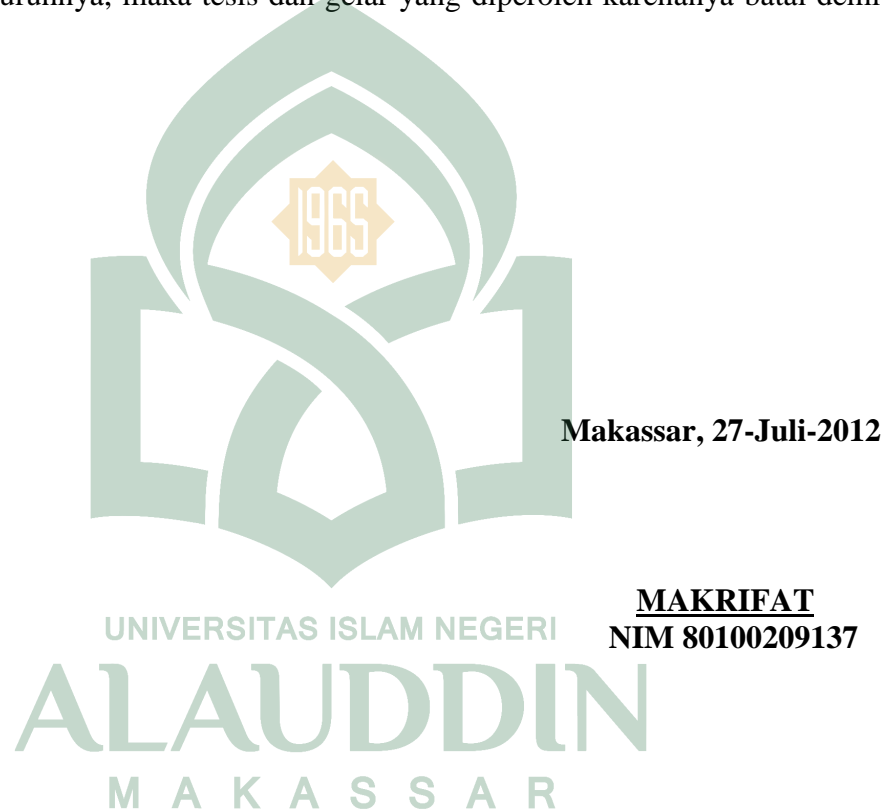 maka tesis dan gelar yang diperoleh karenanya batal demi
1965
Makassar, 27-Juli-2012
MAKRIFAT
NIM 80100209137
UNIVERSITAS ISLAM NEGERI
ALAUDDIN
MAKASSAR